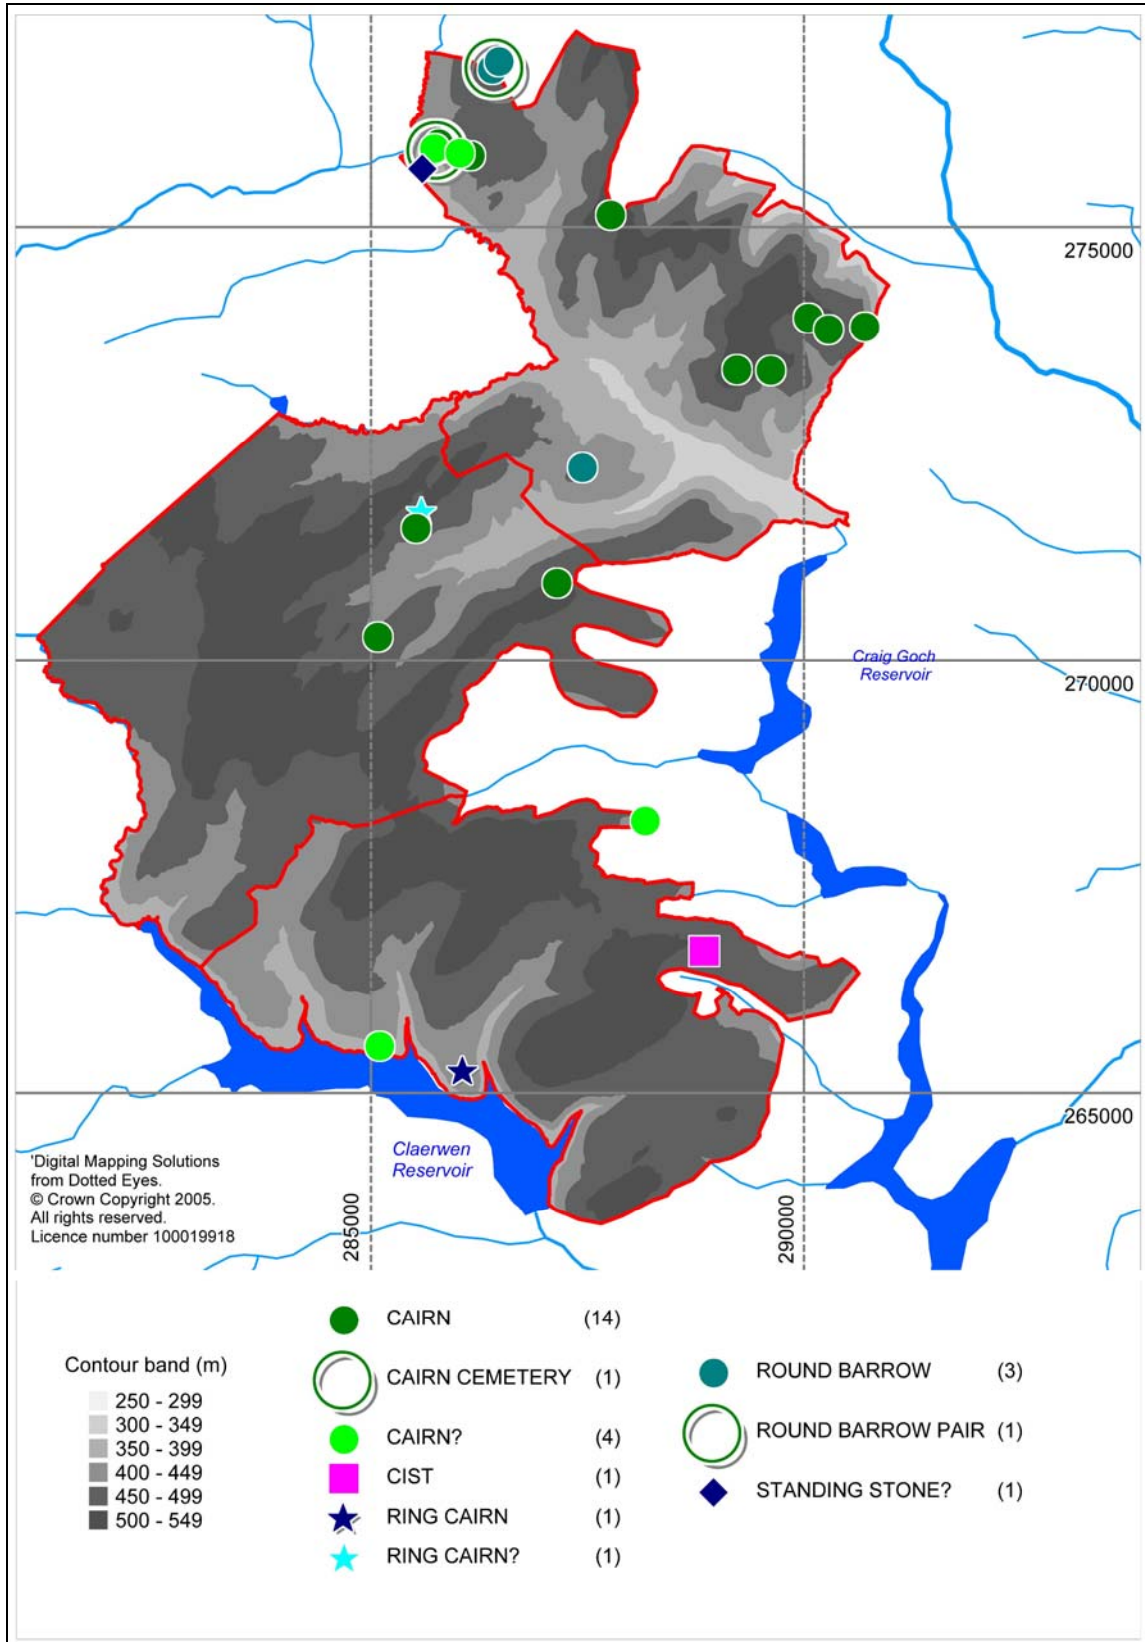 275000
Craig Goch
Reservoir
270000
265000
Claerwen
Reservoir
'Digital Mapping Solutions
from Dotted Eyes.
© Crown Copyright 2005.
All rights reserved.
Licence number 100019918
285000
290000
Contour band (m)
250 - 299
300 - 349
350 - 399
400 - 449
450 - 499
500 - 549
CAIRN (14)
CAIRN CEMETERY (1)
CAIRN? (4)
CIST (1)
RING CAIRN (1)
RING CAIRN? (1)
ROUND BARROW (3)
ROUND BARROW PAIR (1)
STANDING STONE? (1)